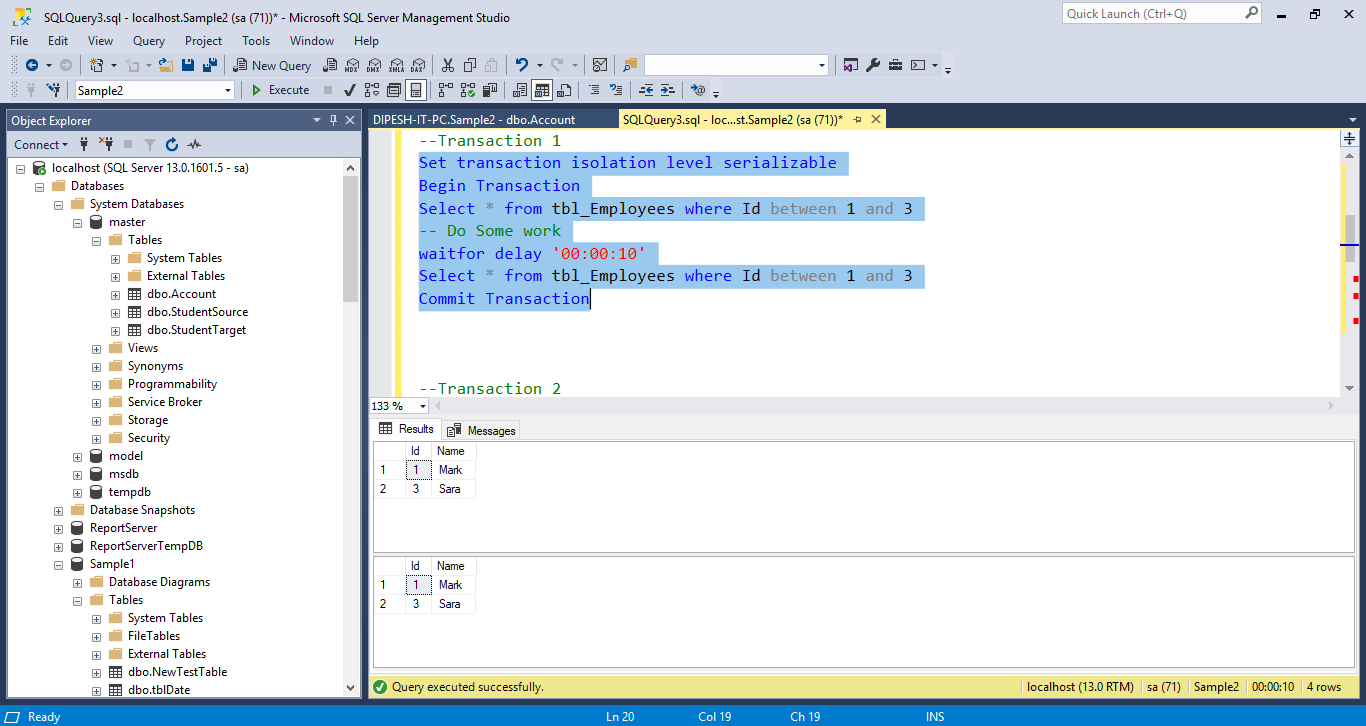 SQLQuery3.sql - localhost.Sample2 (sa (71))* - Microsoft SQL Server Management Studio
Quick Launch (Ctrl+Q)
File Edit View Query Project Tools Window Help
New Query MDX DMX XMLA DAX
Sample2 Execute
Object Explorer
Connect
localhost (SQL Server 13.0.1601.5 - sa)
Databases
System Databases
master
Tables
System Tables
External Tables
dbo.Account
dbo.StudentSource
dbo.StudentTarget
Views
Synonyms
Programmability
Service Broker
Storage
Security
model
msdb
tempdb
Database Snapshots
ReportServer
ReportServerTempDB
Sample1
Database Diagrams
Tables
System Tables
FileTables
External Tables
dbo.NewTestTable
dbo.tblDate
DIPESH-IT-PC.Sample2 - dbo.Account SQLQuery3.sql - loc...st.Sample2 (sa (71))*
--Transaction 1
Set transaction isolation level serializable
Begin Transaction
Select * from tbl_Employees where Id between 1 and 3
-- Do Some work
waitfor delay '00:00:10'
Select * from tbl_Employees where Id between 1 and 3
Commit Transaction
--Transaction 2
133 %
Results Messages
Id Name
1 1 Mark
2 3 Sara
Id Name
1 1 Mark
2 3 Sara
Query executed successfully. localhost (13.0 RTM) sa (71) Sample2 00:00:10 4 rows
Ready Ln 20 Col 19 Ch 19 INS